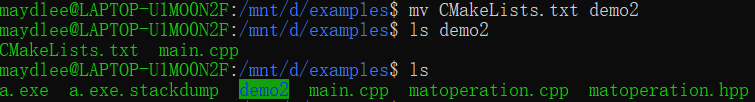 maydlee@LAPTOP-U1MOON2F:/mnt/d/examples$ mv CMakeLists.txt demo2
maydlee@LAPTOP-U1MOON2F:/mnt/d/examples$ ls demo2
CMakeLists.txt main.cpp
maydlee@LAPTOP-U1MOON2F:/mnt/d/examples$ ls
a.exe a.exe.stackdump demo2 main.cpp matoperation.cpp matoperation.hpp